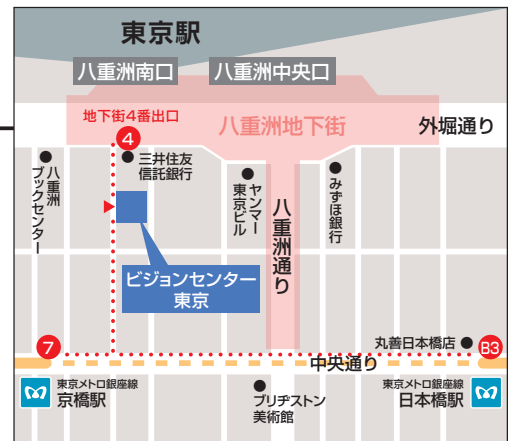 東京駅
八重洲南口
八重洲中央口
地下街4番出口
4
八重洲地下街
外堀通り
八重洲
ブックセンター
三井住友
信託銀行
ヤンマー
東京ビル
八重洲通り
みずほ銀行
ビジョンセンター
東京
7
丸善日本橋店
B3
中央通り
東京メトロ銀座線
京橋駅
ブリヂストン
美術館
東京メトロ銀座線
日本橋駅